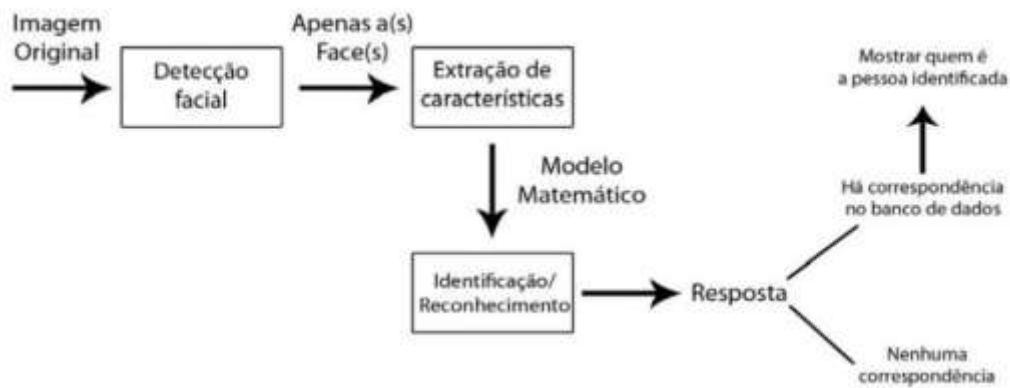 Imagem
Original
Detecção
facial
Apenas a(s)
Face(s)
Extração de
características
Modelo
Matemático
Identificação/
Reconhecimento
Resposta
Há correspondência
no banco de dados
Mostrar quem é
a pessoa identificada
Nenhuma
correspondência